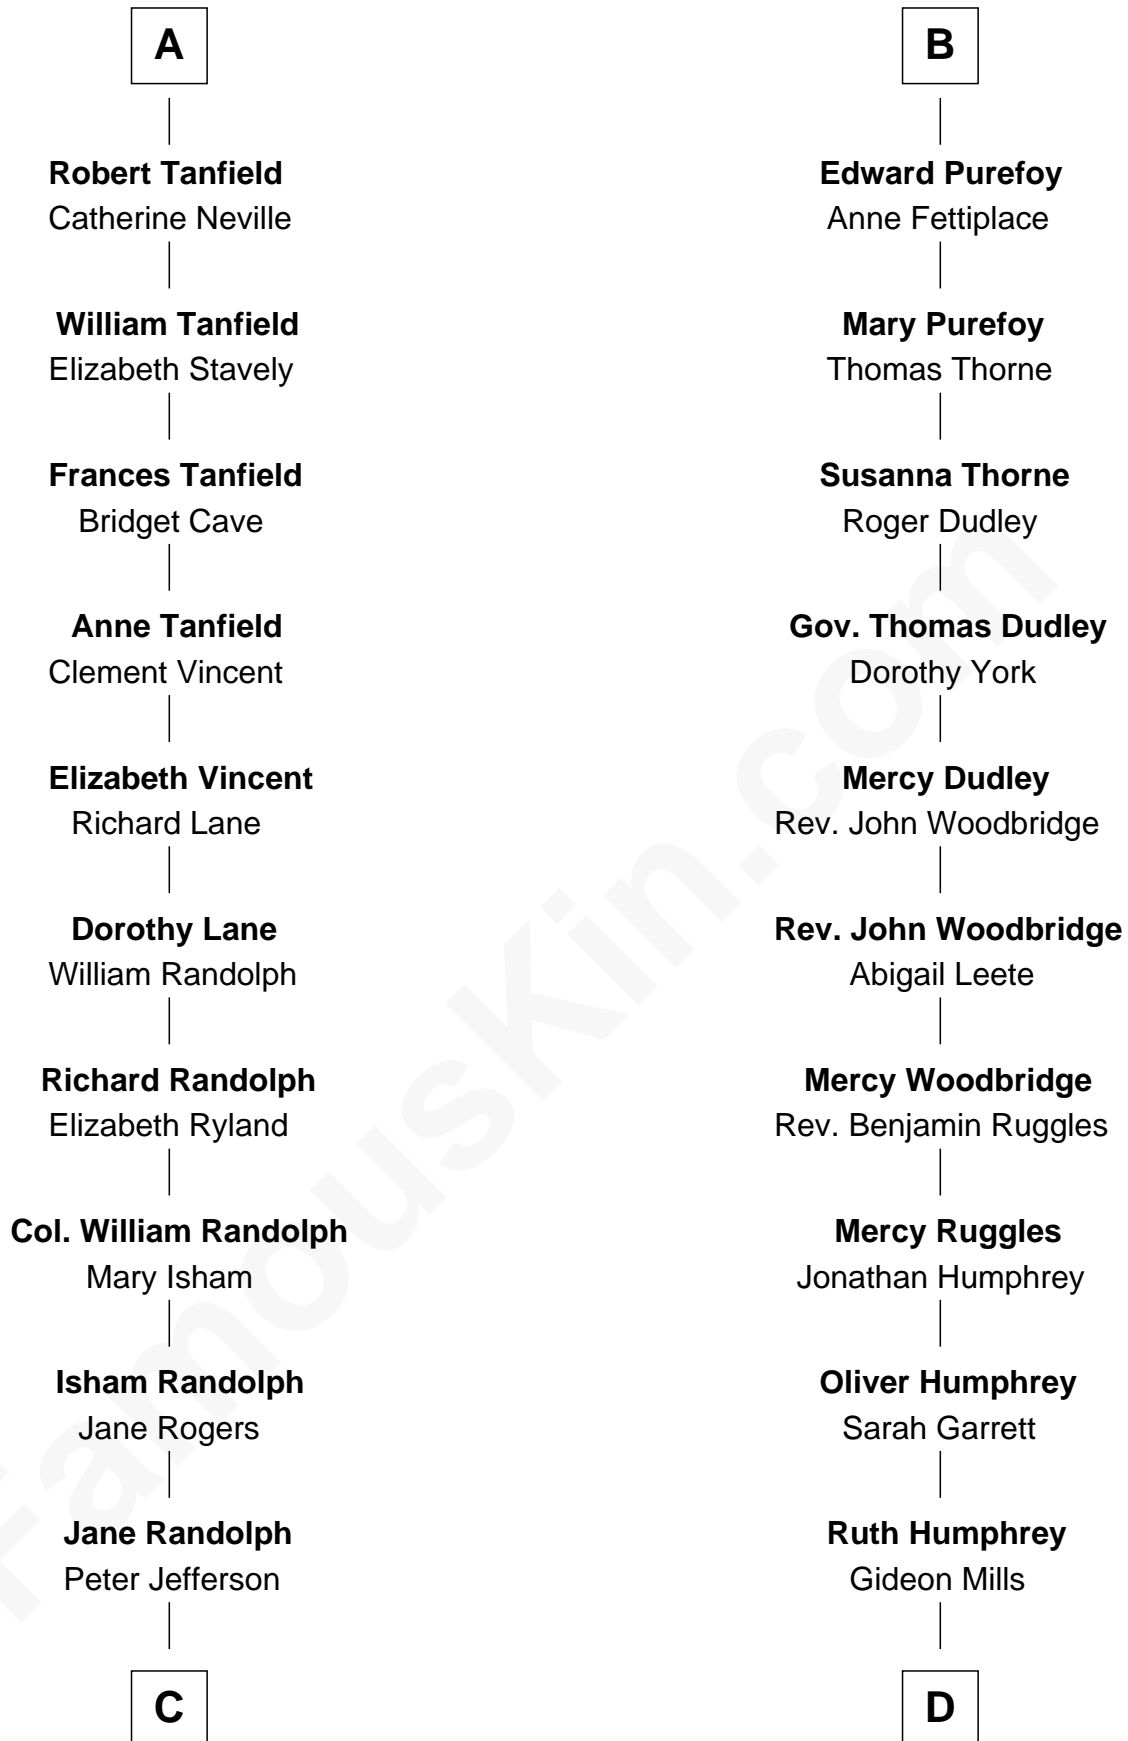 A
Robert Tanfield
Catherine Neville
William Tanfield
Elizabeth Stavely
Frances Tanfield
Bridget Cave
Anne Tanfield
Clement Vincent
Elizabeth Vincent
Richard Lane
Dorothy Lane
William Randolph
Richard Randolph
Elizabeth Ryland
Col. William Randolph
Mary Isham
Isham Randolph
Jane Rogers
Jane Randolph
Peter Jefferson
C
B
Edward Purefoy
Anne Fettiplace
Mary Purefoy
Thomas Thorne
Susanna Thorne
Roger Dudley
Gov. Thomas Dudley
Dorothy York
Mercy Dudley
Rev. John Woodbridge
Rev. John Woodbridge
Abigail Leete
Mercy Woodbridge
Rev. Benjamin Ruggles
Mercy Ruggles
Jonathan Humphrey
Oliver Humphrey
Sarah Garrett
Ruth Humphrey
Gideon Mills
D
FamousKin.com